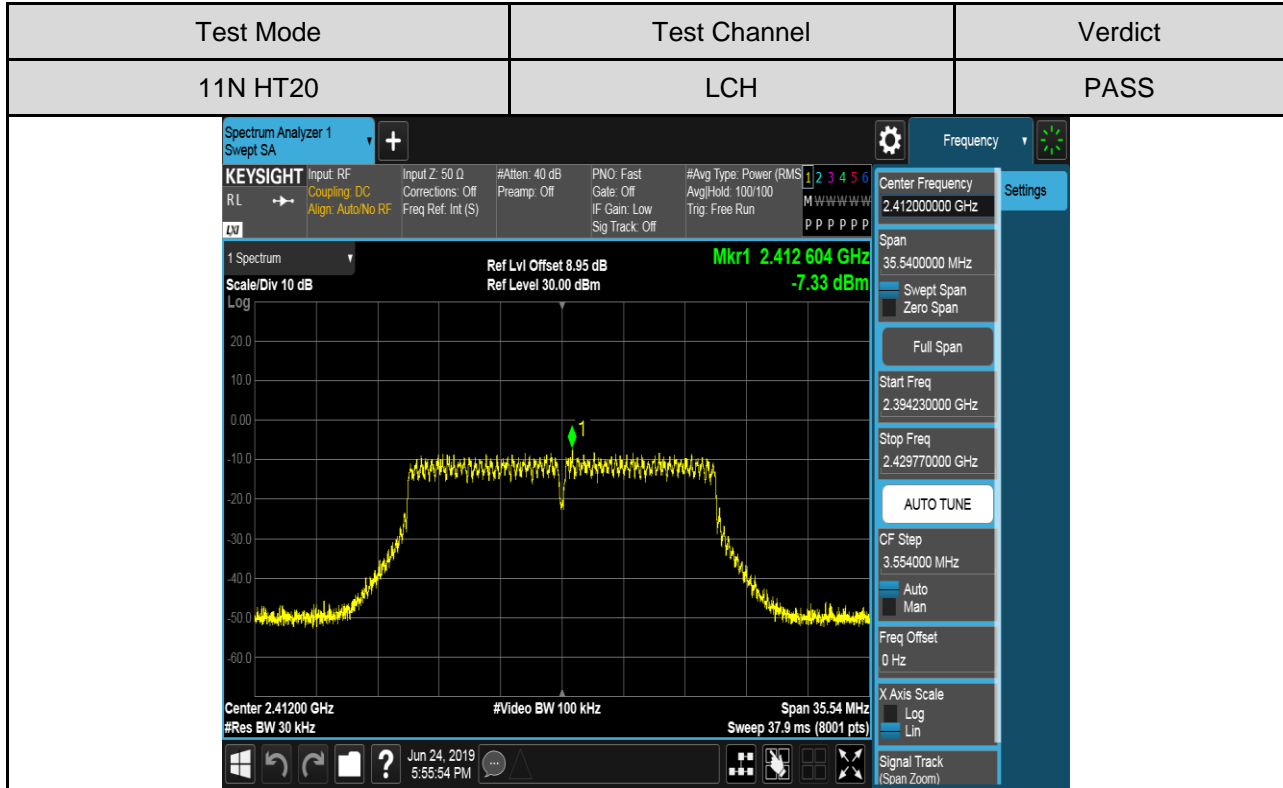 Test Mode Test Channel Verdict
11N HT20 LCH PASS
Spectrum Analyzer 1
Swept SA
+
Frequency
KEYSIGHT
RL
LXI
Input: RF
Coupling: DC
Align: Auto/No RF
Input Z: 50 Ω
Corrections: Off
Freq Ref: Int (S)
#Atten: 40 dB
Preamp: Off
PNO: Fast
Gate: Off
IF Gain: Low
Sig Track: Off
#Avg Type: Power (RMS
Avg|Hold: 100/100
Trig: Free Run
1 2 3 4 5 6
M W W W W W
P P P P P P
1 Spectrum
Scale/Div 10 dB
Ref Lvl Offset 8.95 dB
Ref Level 30.00 dBm
Mkr1 2.412 604 GHz
-7.33 dBm
Log
20.0
10.0
0.00
-10.0
-20.0
-30.0
-40.0
-50.0
-60.0
1
Center 2.41200 GHz
#Res BW 30 kHz
#Video BW 100 kHz
Span 35.54 MHz
Sweep 37.9 ms (8001 pts)
?
Jun 24, 2019
5:55:54 PM
Center Frequency
2.412000000 GHz
Settings
Span
35.5400000 MHz
Swept Span
Zero Span
Full Span
Start Freq
2.394230000 GHz
Stop Freq
2.429770000 GHz
AUTO TUNE
CF Step
3.554000 MHz
Auto
Man
Freq Offset
0 Hz
X Axis Scale
Log
Lin
Signal Track
(Span Zoom)